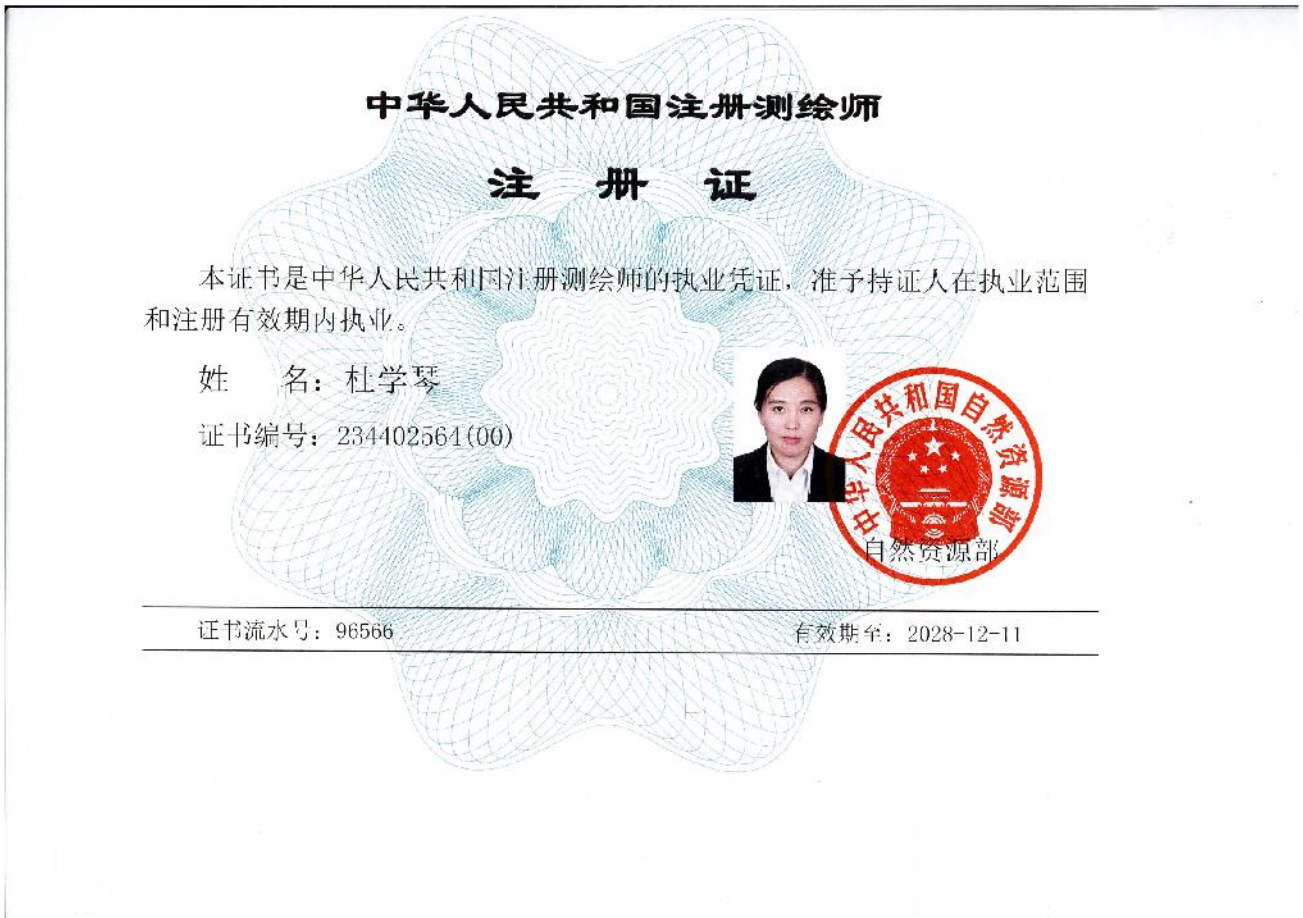 中华人民共和国注册测绘师
注 册 证
本证书是中华人民共和国注册测绘师的执业凭证，准予持证人在执业范围
和注册有效期内执业。
姓 名：杜学琴
证书编号：234402564(00)
中华人民共和国自然资源部
自然资源部
证书流水号：96566
有效期至：2028-12-11